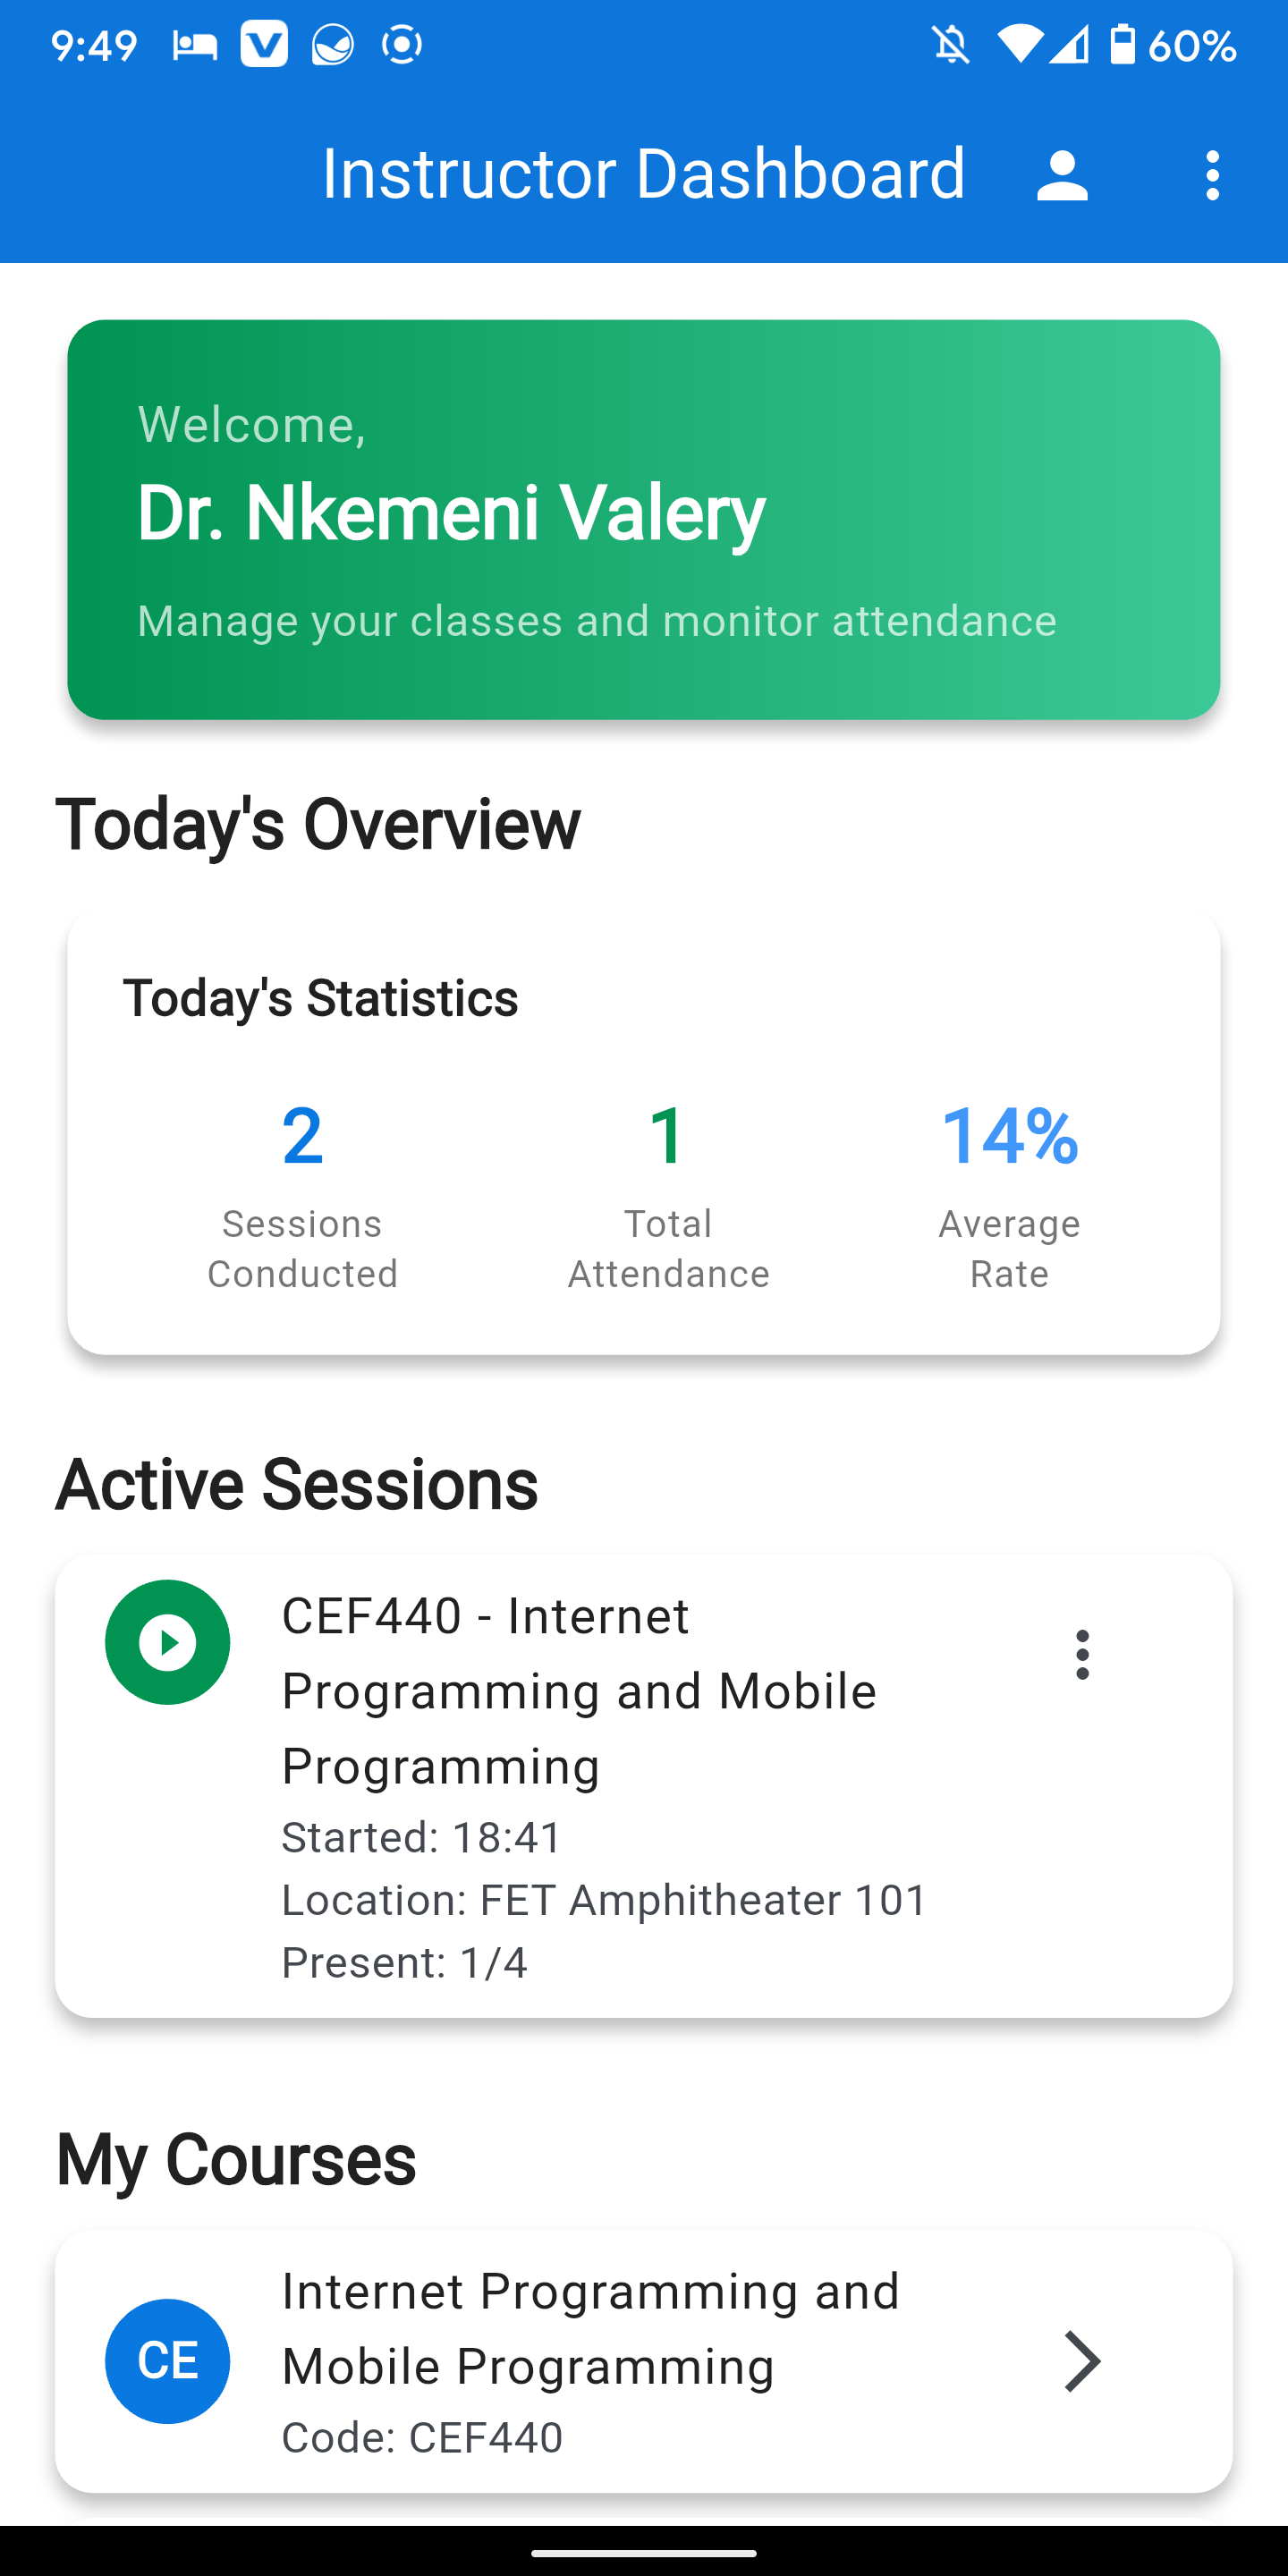 9:49
60%
Instructor Dashboard
Welcome,
Dr. Nkemeni Valery
Manage your classes and monitor attendance
Today's Overview
Today's Statistics
2
1
14%
Sessions
Conducted
Total
Attendance
Average
Rate
Active Sessions
CEF440 - Internet
Programming and Mobile
Programming
Started: 18:41
Location: FET Amphitheater 101
Present: 1/4
My Courses
CE
Internet Programming and
Mobile Programming
Code: CEF440